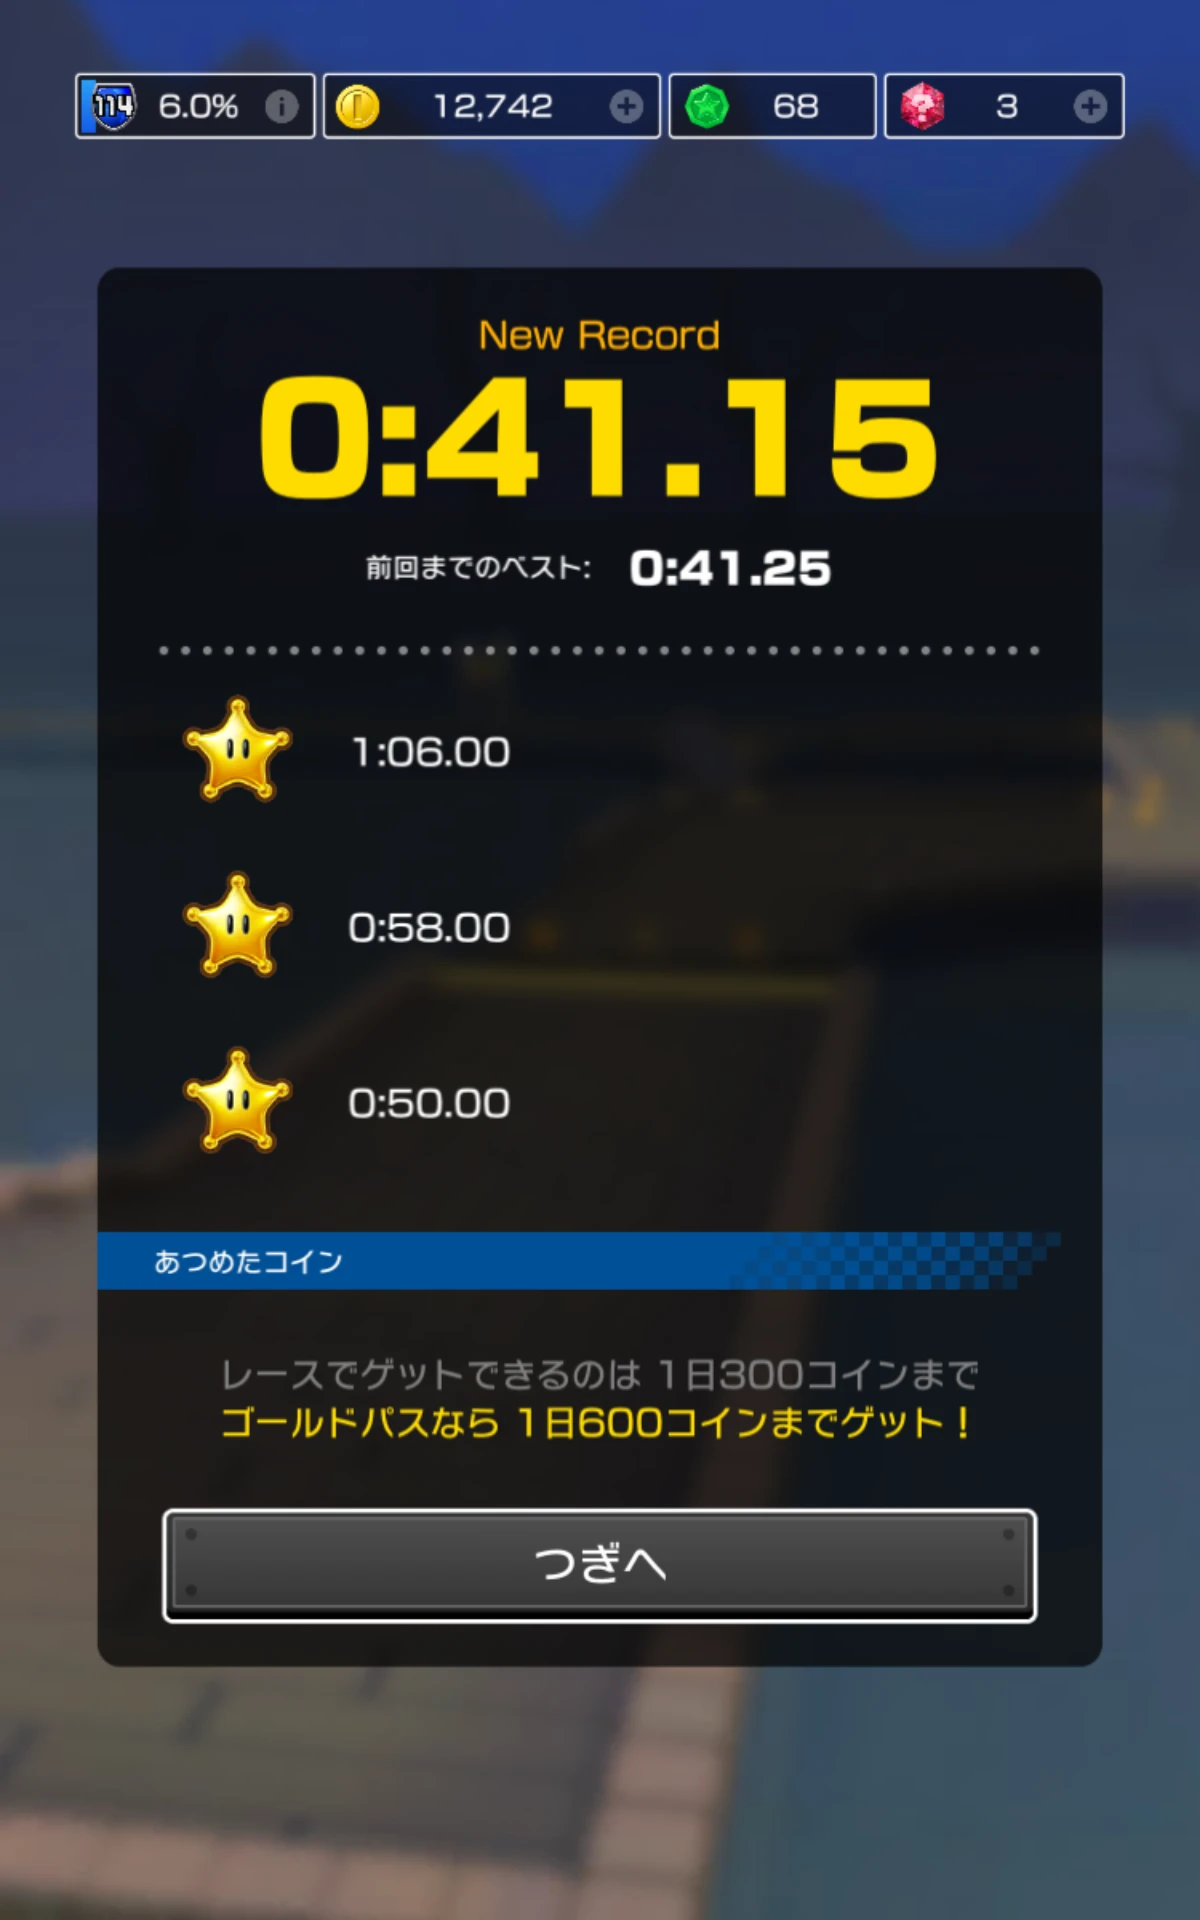 114 6.0% 12,742 68 3
New Record
0:41.15
前回までのベスト: 0:41.25
1:06.00
0:58.00
0:50.00
あつめたコイン
レースでゲットできるのは 1日300コインまで
ゴールドパスなら 1日600コインまでゲット！
つぎへ